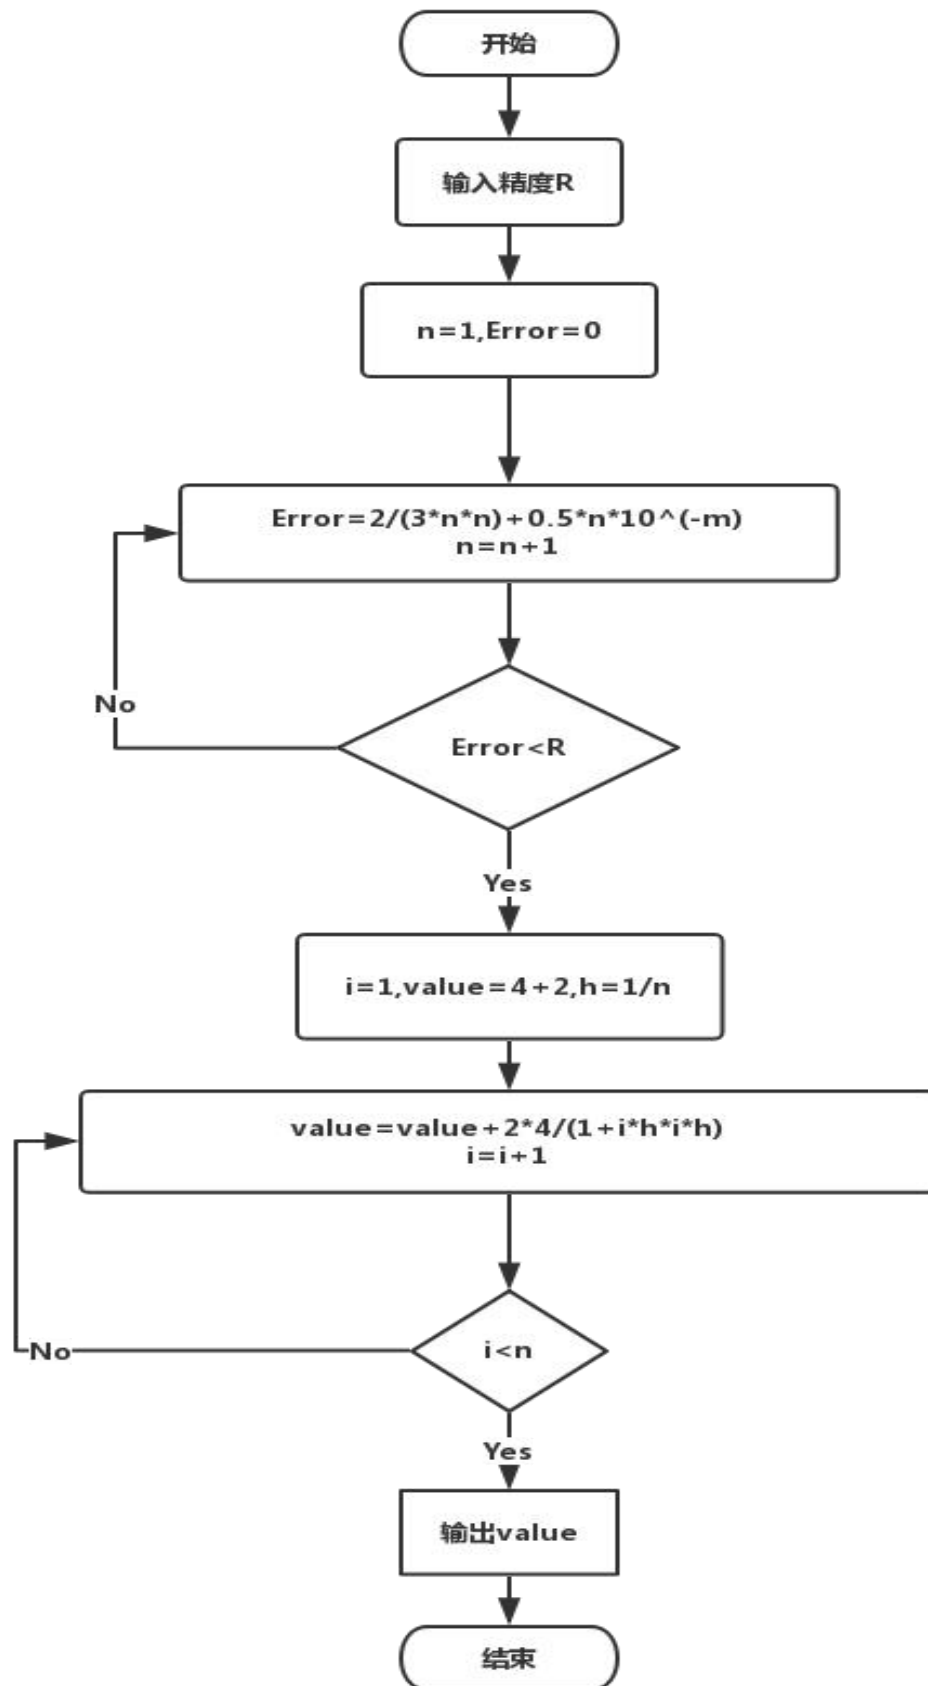 开始
输入精度R
n=1,Error=0
Error=2/(3*n*n)+0.5*n*10^(-m)
n=n+1
No
Error<R
Yes
i=1,value=4+2,h=1/n
value=value+2*4/(1+i*h*i*h)
i=i+1
No
i<n
Yes
输出value
结束